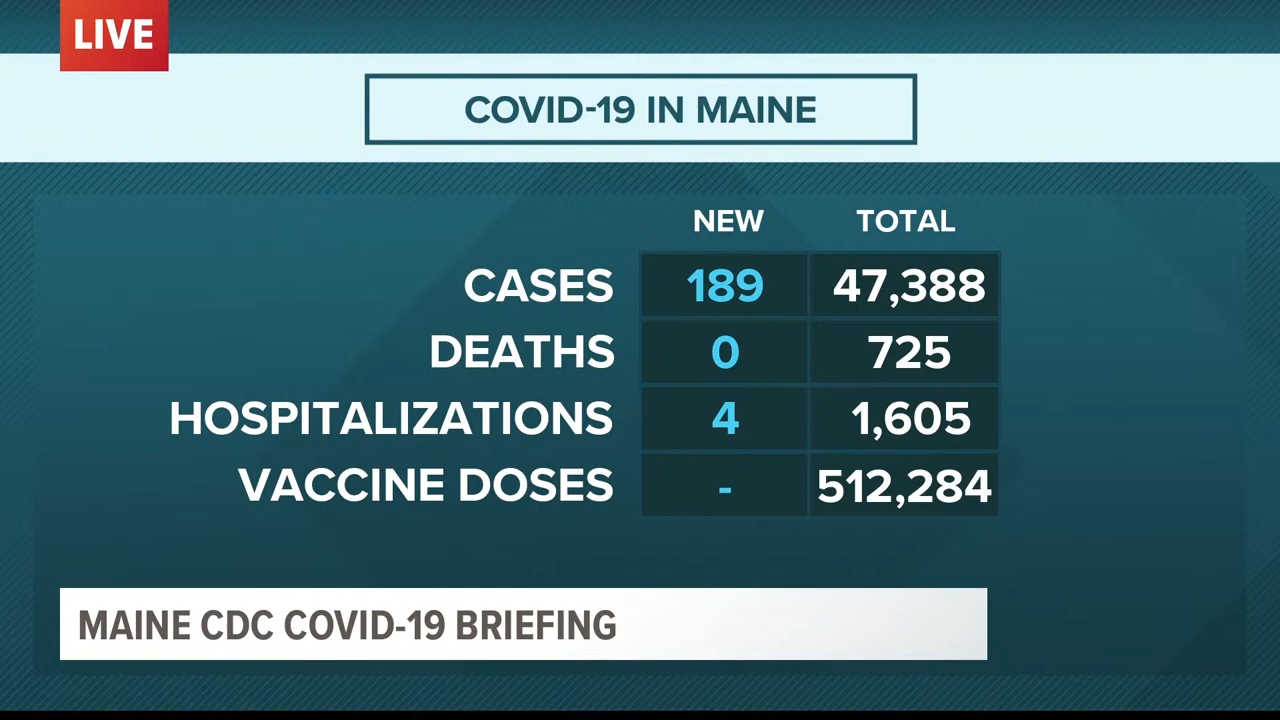 LIVE
COVID-19 IN MAINE
NEW TOTAL
CASES 189 47,388
DEATHS 0 725
HOSPITALIZATIONS 4 1,605
VACCINE DOSES - 512,284
MAINE CDC COVID-19 BRIEFING